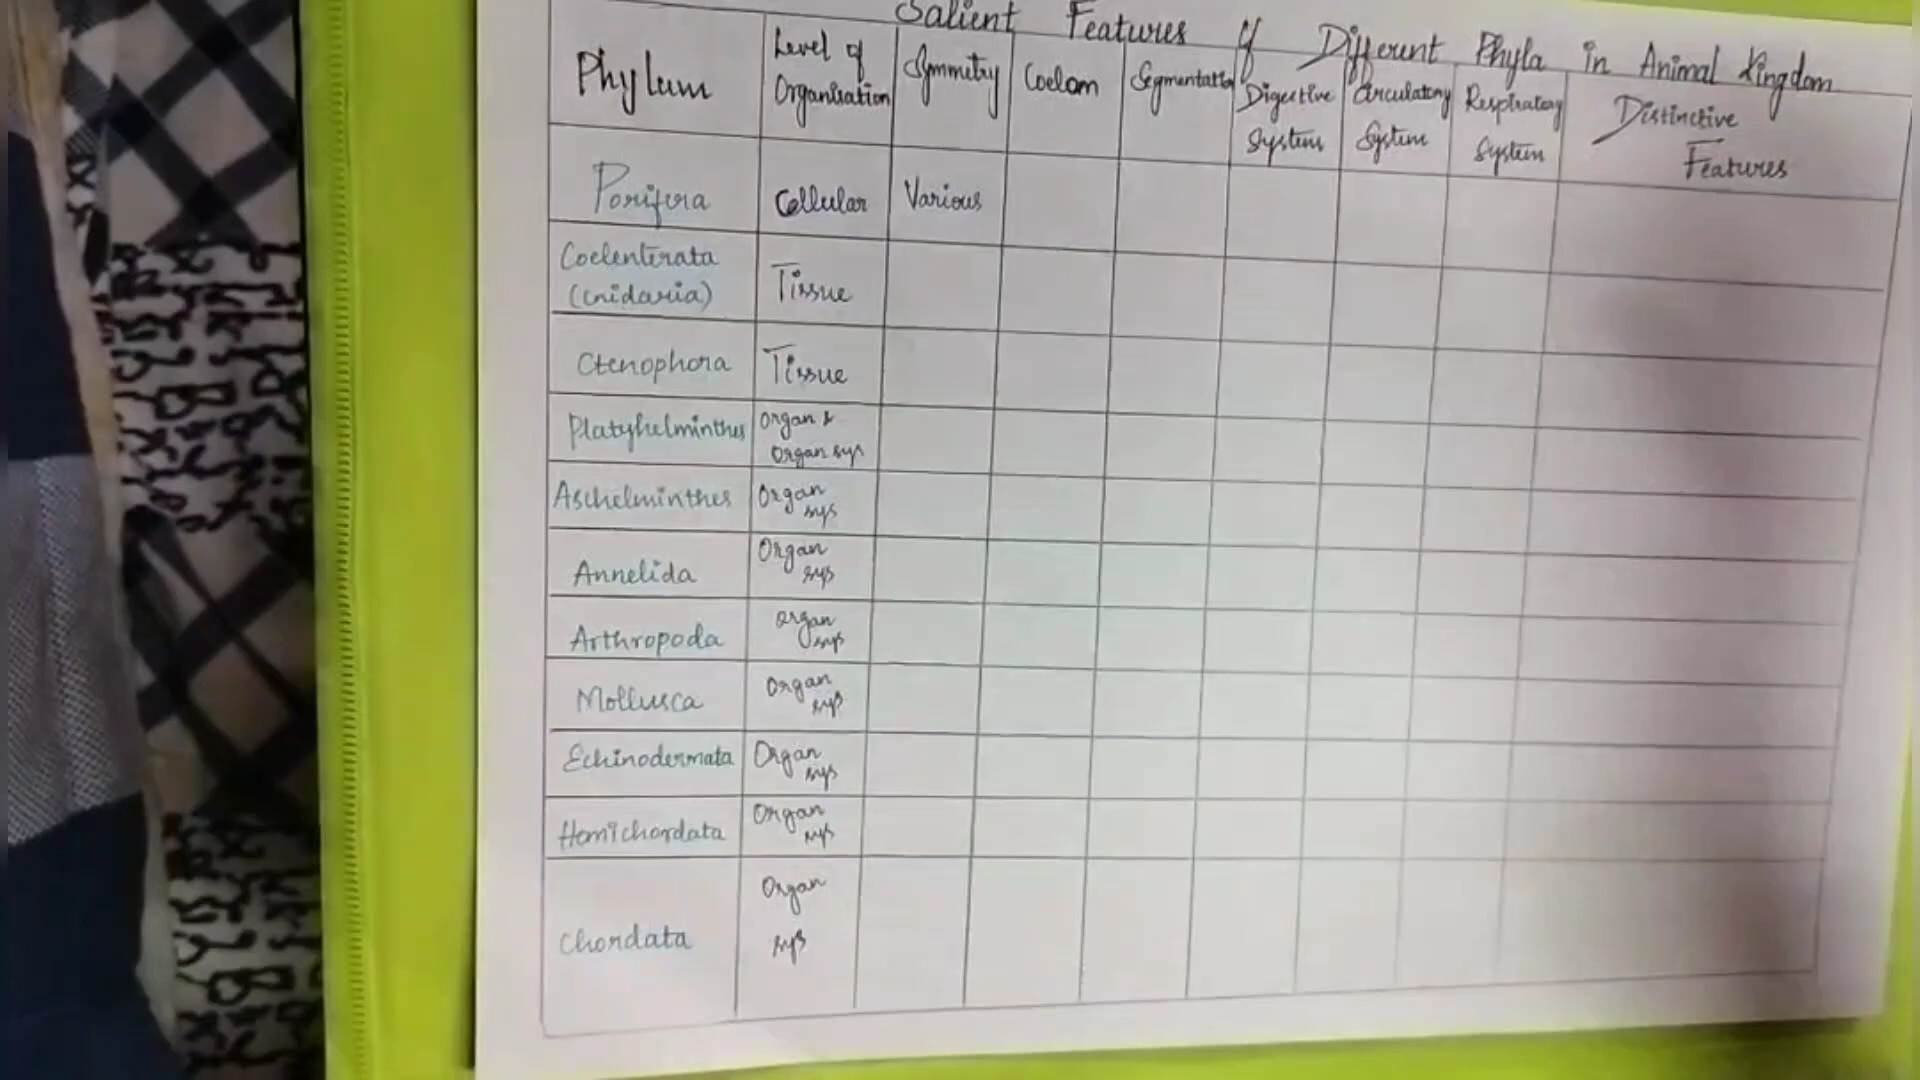 Salient Features of Different Phyla in Animal Kingdom
Phylum
Level of
Organisation
Symmetry
Coelom
Segmentation
Digestive
System
Circulatory
System
Respiratory
System
Distinctive
Features
Porifera
Cellular
Various
Coelenterata
(Cnidaria)
Tissue
Ctenophora
Tissue
Platyhelminthes
Organ &
Organ sys
Aschelminthes
Organ
sys
Annelida
Organ
sys
Arthropoda
Organ
sys
Mollusca
Organ
sys
Echinodermata
Organ
sys
Hemichordata
Organ
sys
Chordata
Organ
sys